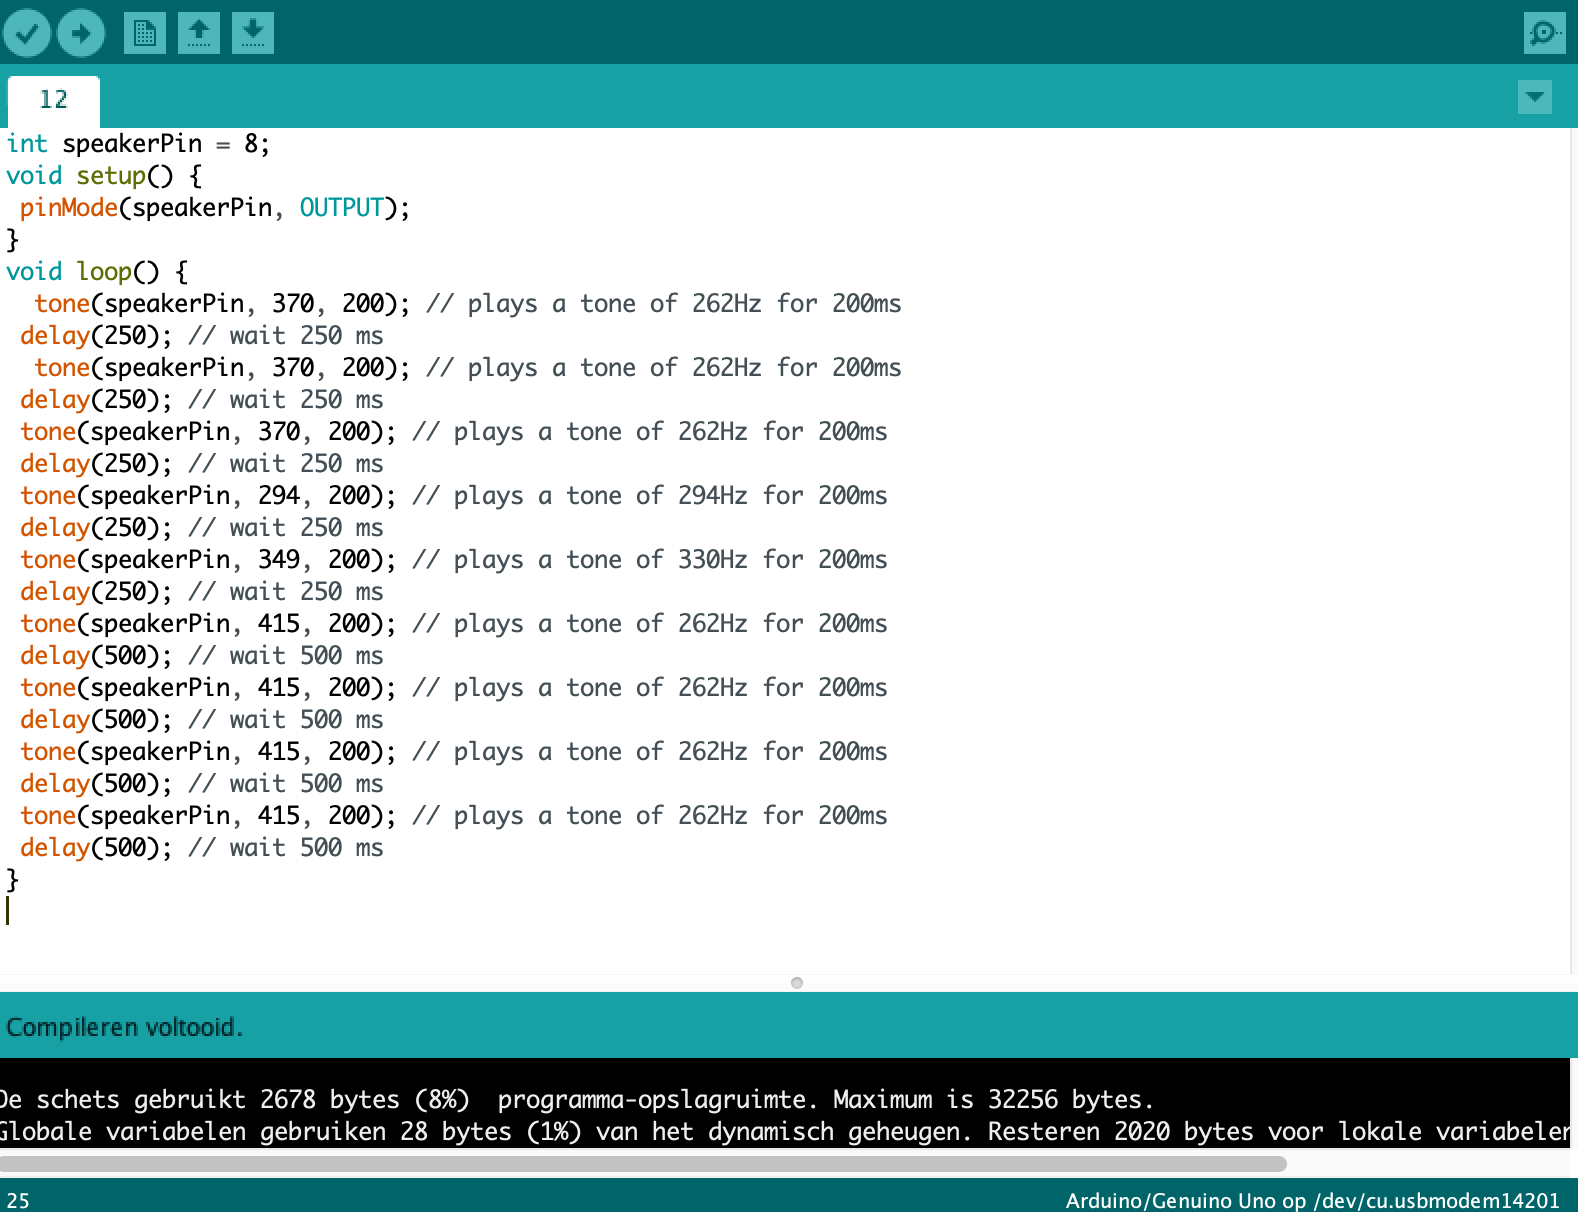 12
int speakerPin = 8;
void setup() {
 pinMode(speakerPin, OUTPUT);
}
void loop() {
  tone(speakerPin, 370, 200); // plays a tone of 262Hz for 200ms
 delay(250); // wait 250 ms
  tone(speakerPin, 370, 200); // plays a tone of 262Hz for 200ms
 delay(250); // wait 250 ms
 tone(speakerPin, 370, 200); // plays a tone of 262Hz for 200ms
 delay(250); // wait 250 ms
 tone(speakerPin, 294, 200); // plays a tone of 294Hz for 200ms
 delay(250); // wait 250 ms
 tone(speakerPin, 349, 200); // plays a tone of 330Hz for 200ms
 delay(250); // wait 250 ms
 tone(speakerPin, 415, 200); // plays a tone of 262Hz for 200ms
 delay(500); // wait 500 ms
 tone(speakerPin, 415, 200); // plays a tone of 262Hz for 200ms
 delay(500); // wait 500 ms
 tone(speakerPin, 415, 200); // plays a tone of 262Hz for 200ms
 delay(500); // wait 500 ms
 tone(speakerPin, 415, 200); // plays a tone of 262Hz for 200ms
 delay(500); // wait 500 ms
}
Compileren voltooid.
De schets gebruikt 2678 bytes (8%)  programma-opslagruimte. Maximum is 32256 bytes.
Globale variabelen gebruiken 28 bytes (1%) van het dynamisch geheugen. Resteren 2020 bytes voor lokale variabelen
25
Arduino/Genuino Uno op /dev/cu.usbmodem14201